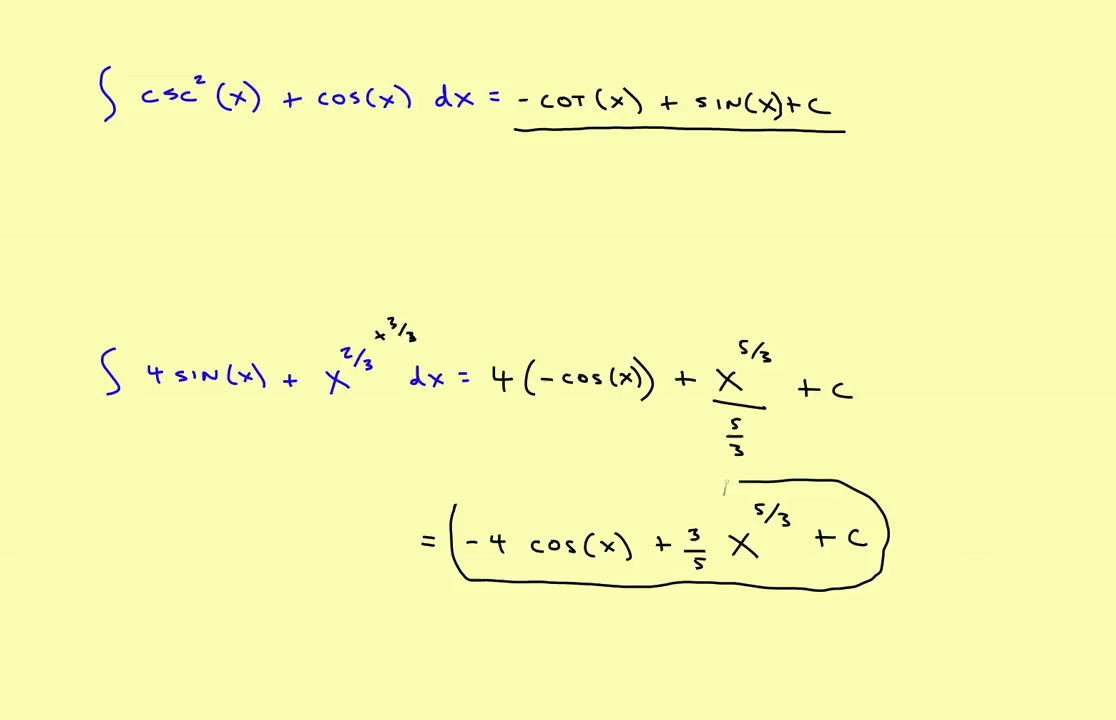 ∫ csc²(x) + cos(x) dx = - cot(x) + sin(x) + c
∫ 4 sin(x) + x^(2/3) + 3/3 dx = 4(-cos(x)) + x^(5/3) / (5/3) + c
= - 4 cos(x) + 3/5 x^(5/3) + c